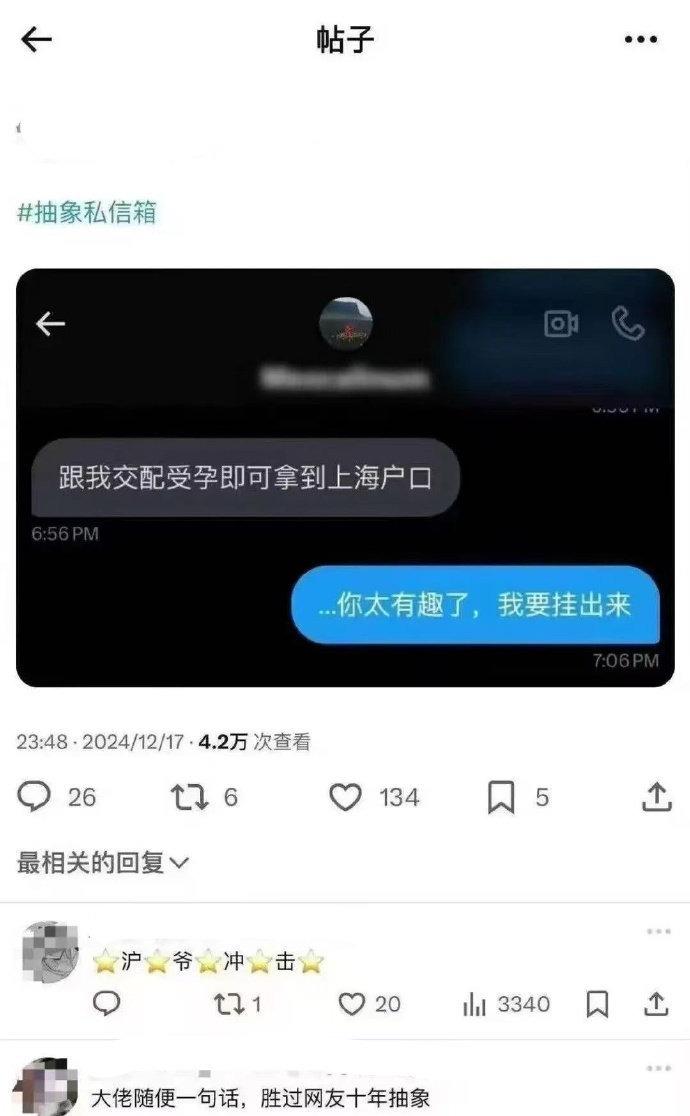 帖子
#抽象私信箱
跟我交配受孕即可拿到上海户口
6:56 PM
...你太有趣了，我要挂出来
7:06 PM
23:48 · 2024/12/17 · 4.2万 次查看
26 6 134 5
最相关的回复
⭐沪⭐爷⭐冲⭐击⭐
1 20 3340
大佬随便一句话，胜过网友十年抽象